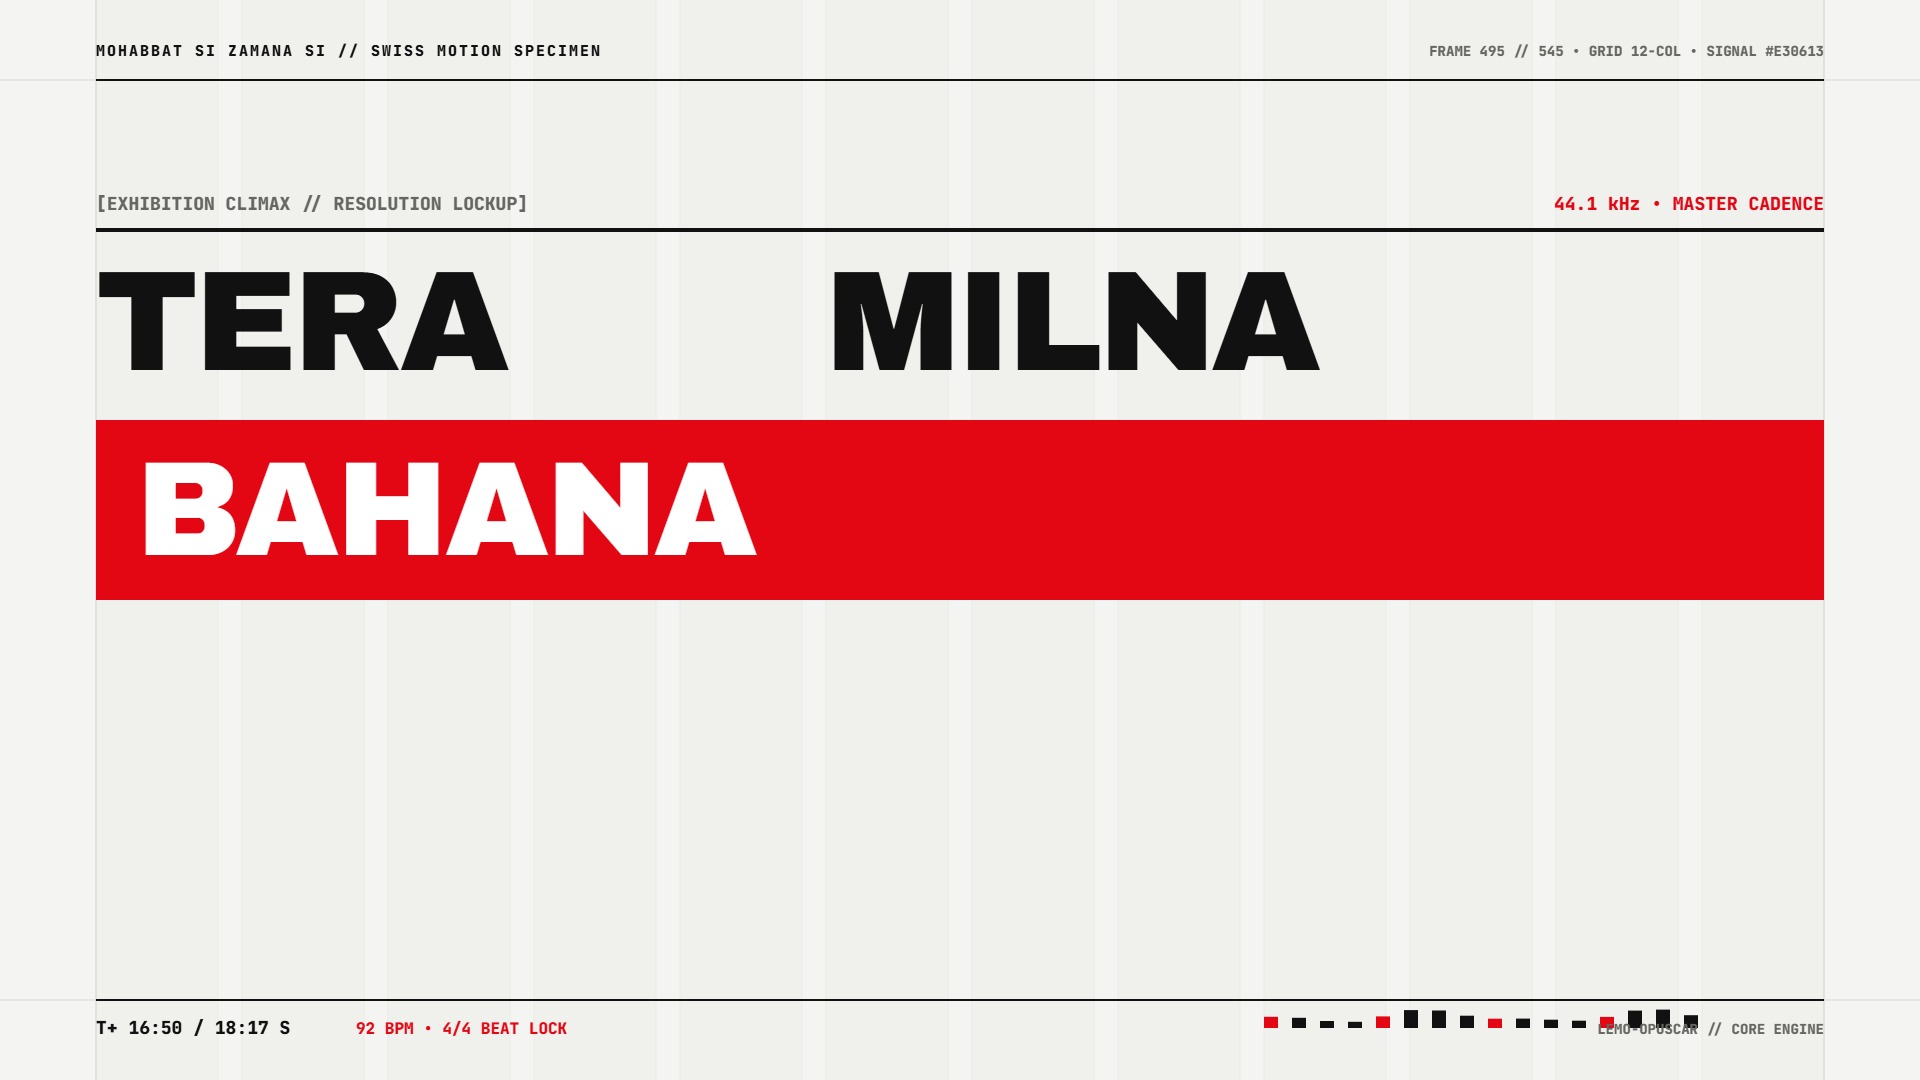 MOHABBAT SI ZAMANA SI // SWISS MOTION SPECIMEN
FRAME 495 // 545 • GRID 12-COL • SIGNAL #E30613
[EXHIBITION CLIMAX // RESOLUTION LOCKUP]
44.1 kHz • MASTER CADENCE
TERA MILNA
BAHANA
T+ 16:50 / 18:17 S
92 BPM • 4/4 BEAT LOCK
LEMO-OPUSCAR // CORE ENGINE